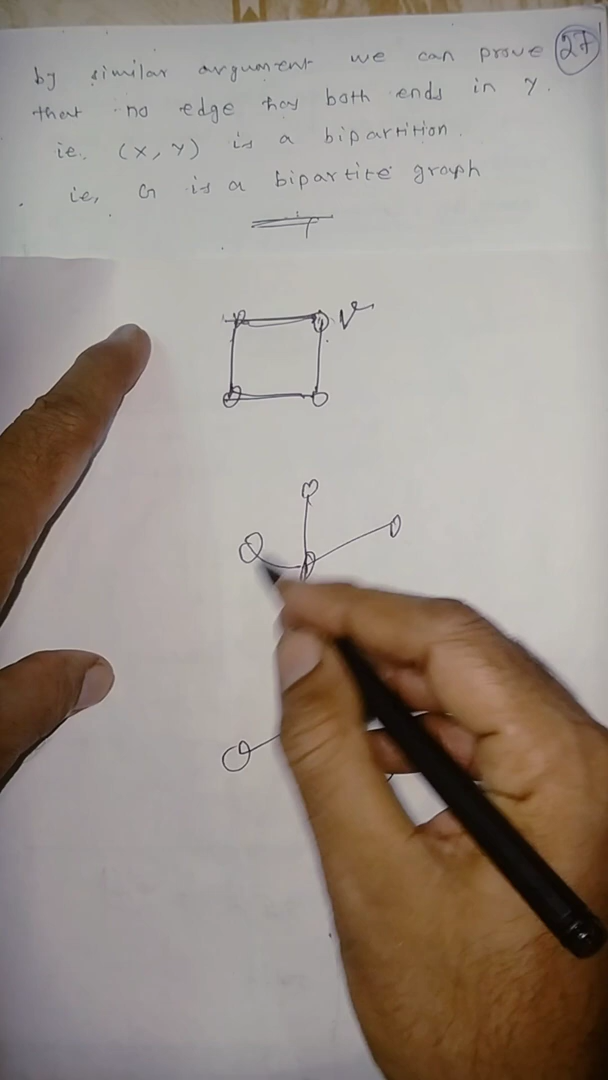 by similar argument we can prove 27
that no edge has both ends in Y.
ie, (X, Y) is a bipartition.
ie, G is a bipartite graph
V